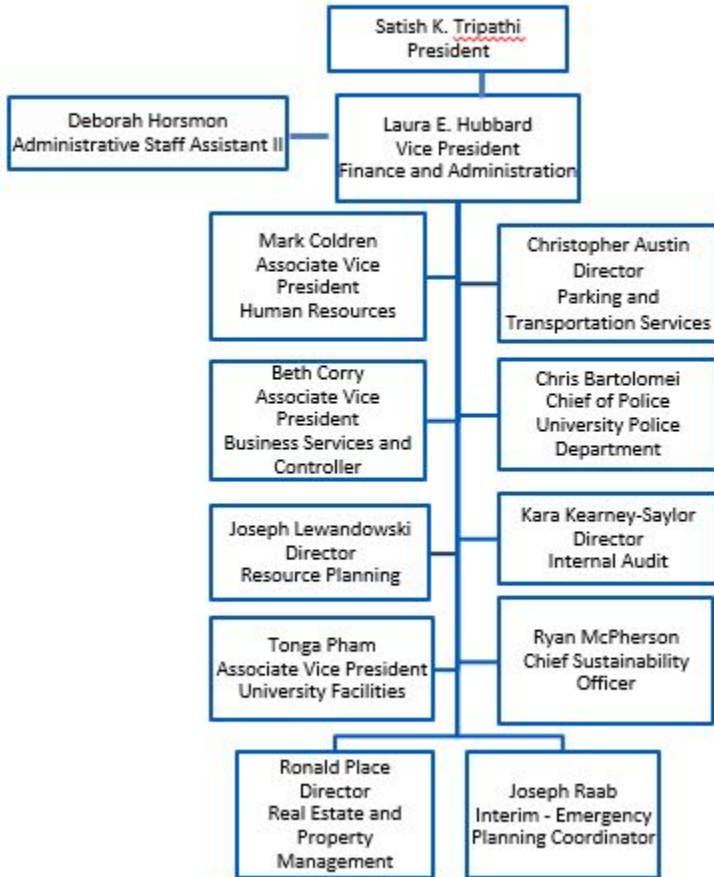 Satish K. Tripathi
President
Deborah Horsmon
Administrative Staff Assistant II
Laura E. Hubbard
Vice President
Finance and Administration
Mark Coldren
Associate Vice
President
Human Resources
Christopher Austin
Director
Parking and
Transportation Services
Beth Corry
Associate Vice
President
Business Services and
Controller
Chris Bartolomei
Chief of Police
University Police
Department
Joseph Lewandowski
Director
Resource Planning
Kara Kearney-Saylor
Director
Internal Audit
Tonga Pham
Associate Vice President
University Facilities
Ryan McPherson
Chief Sustainability
Officer
Ronald Place
Director
Real Estate and
Property
Management
Joseph Raab
Interim - Emergency
Planning Coordinator